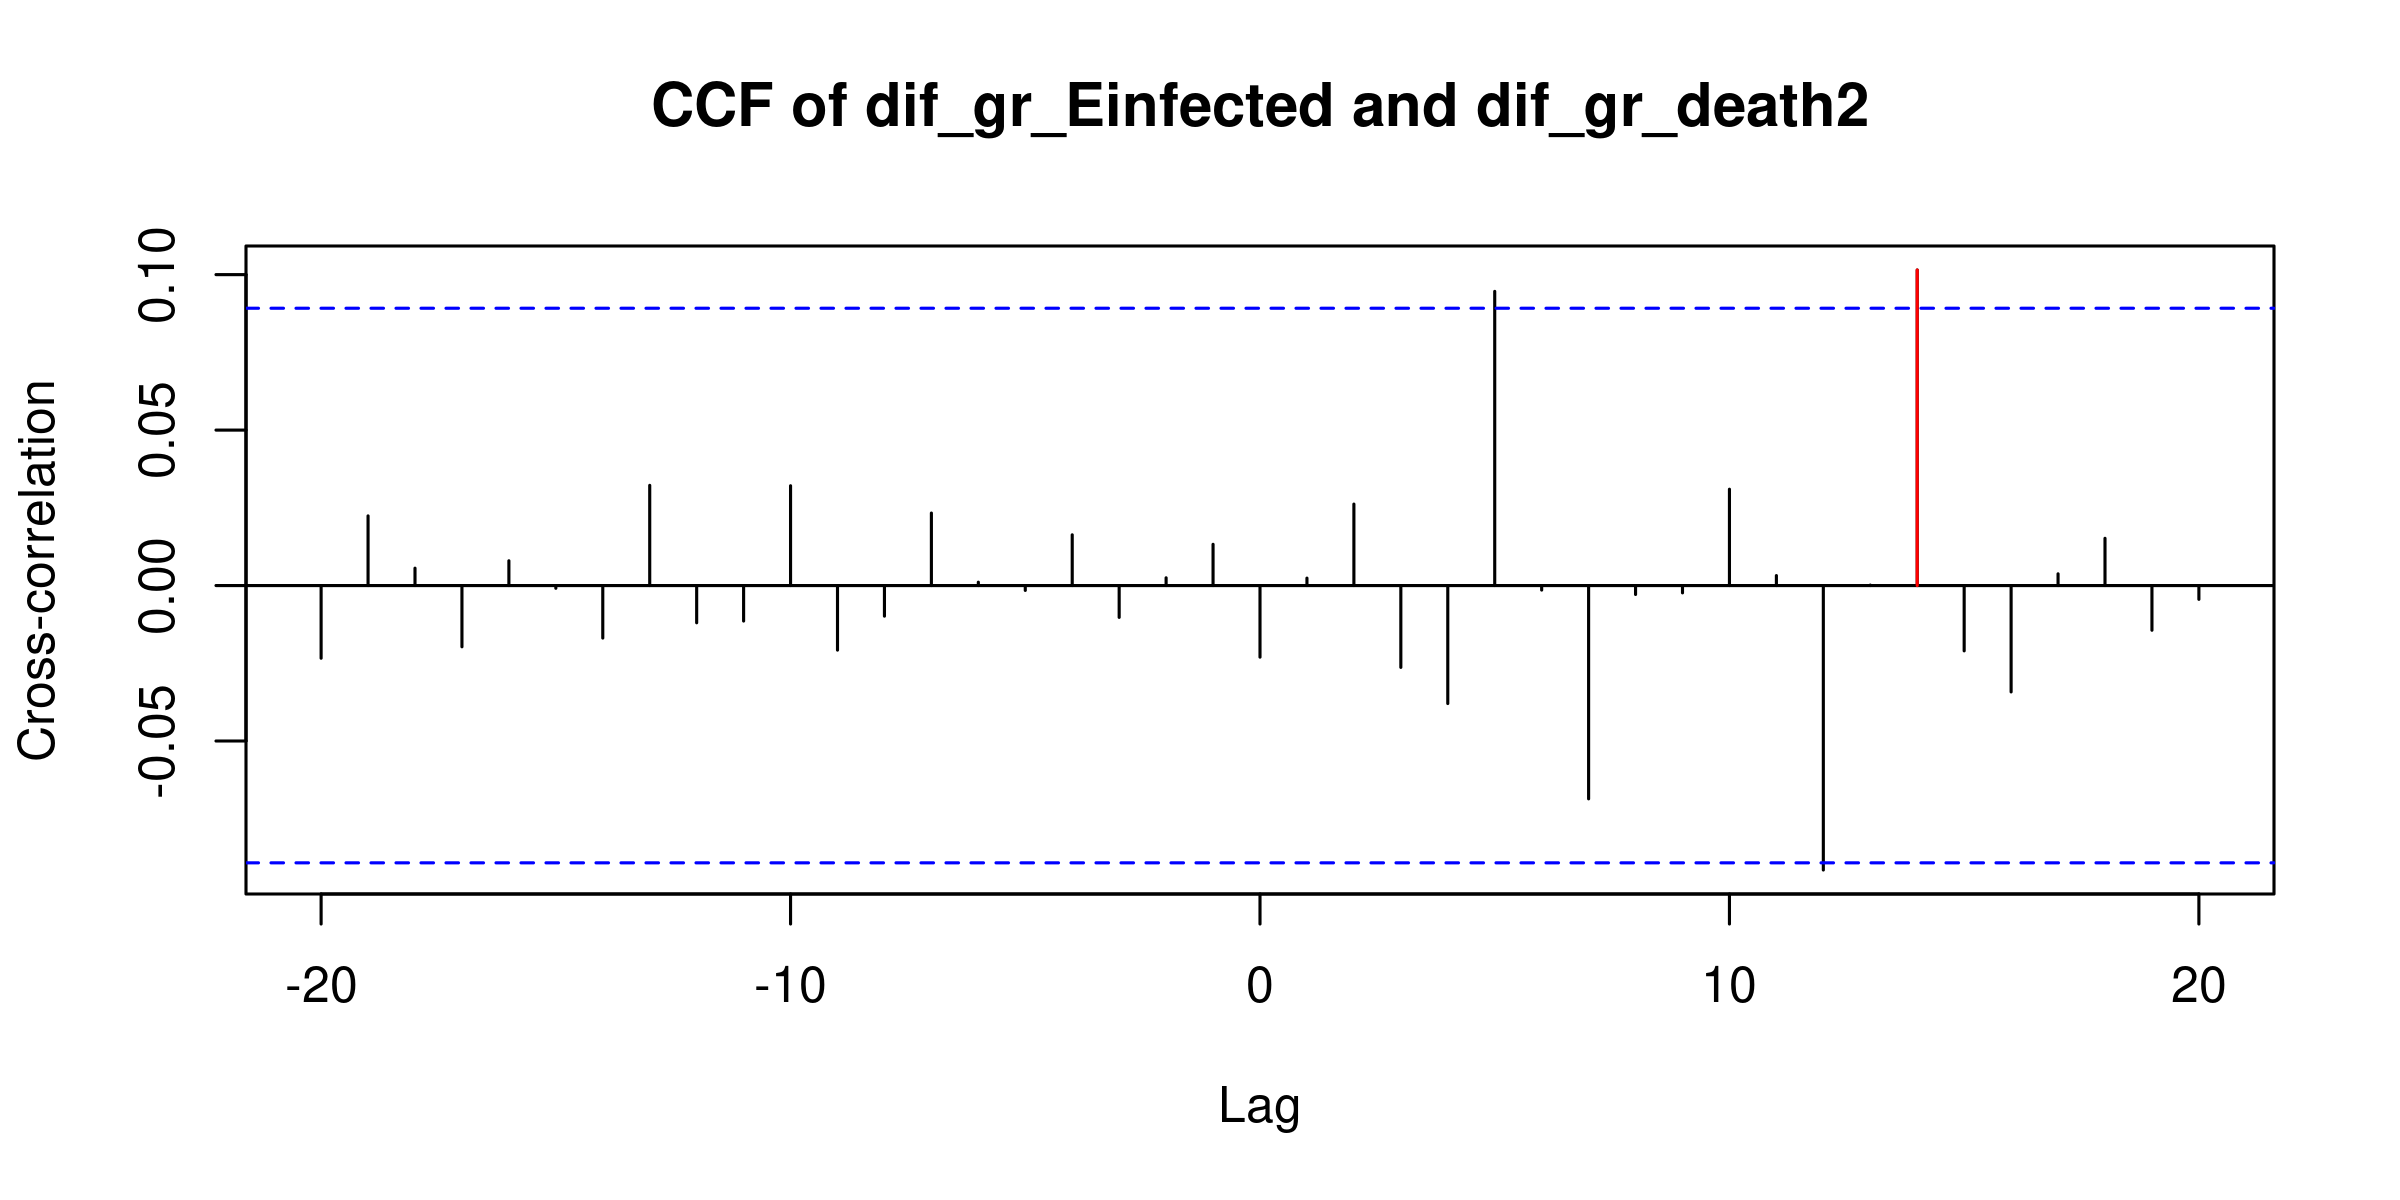 CCF of dif_gr_Einfected and dif_gr_death2
Cross-correlation
0.10
0.05
0.00
-0.05
-20 -10 0 10 20
Lag